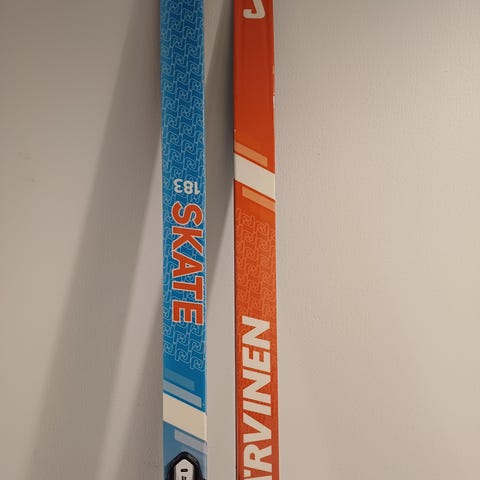 183
SKATE
J
RVINEN